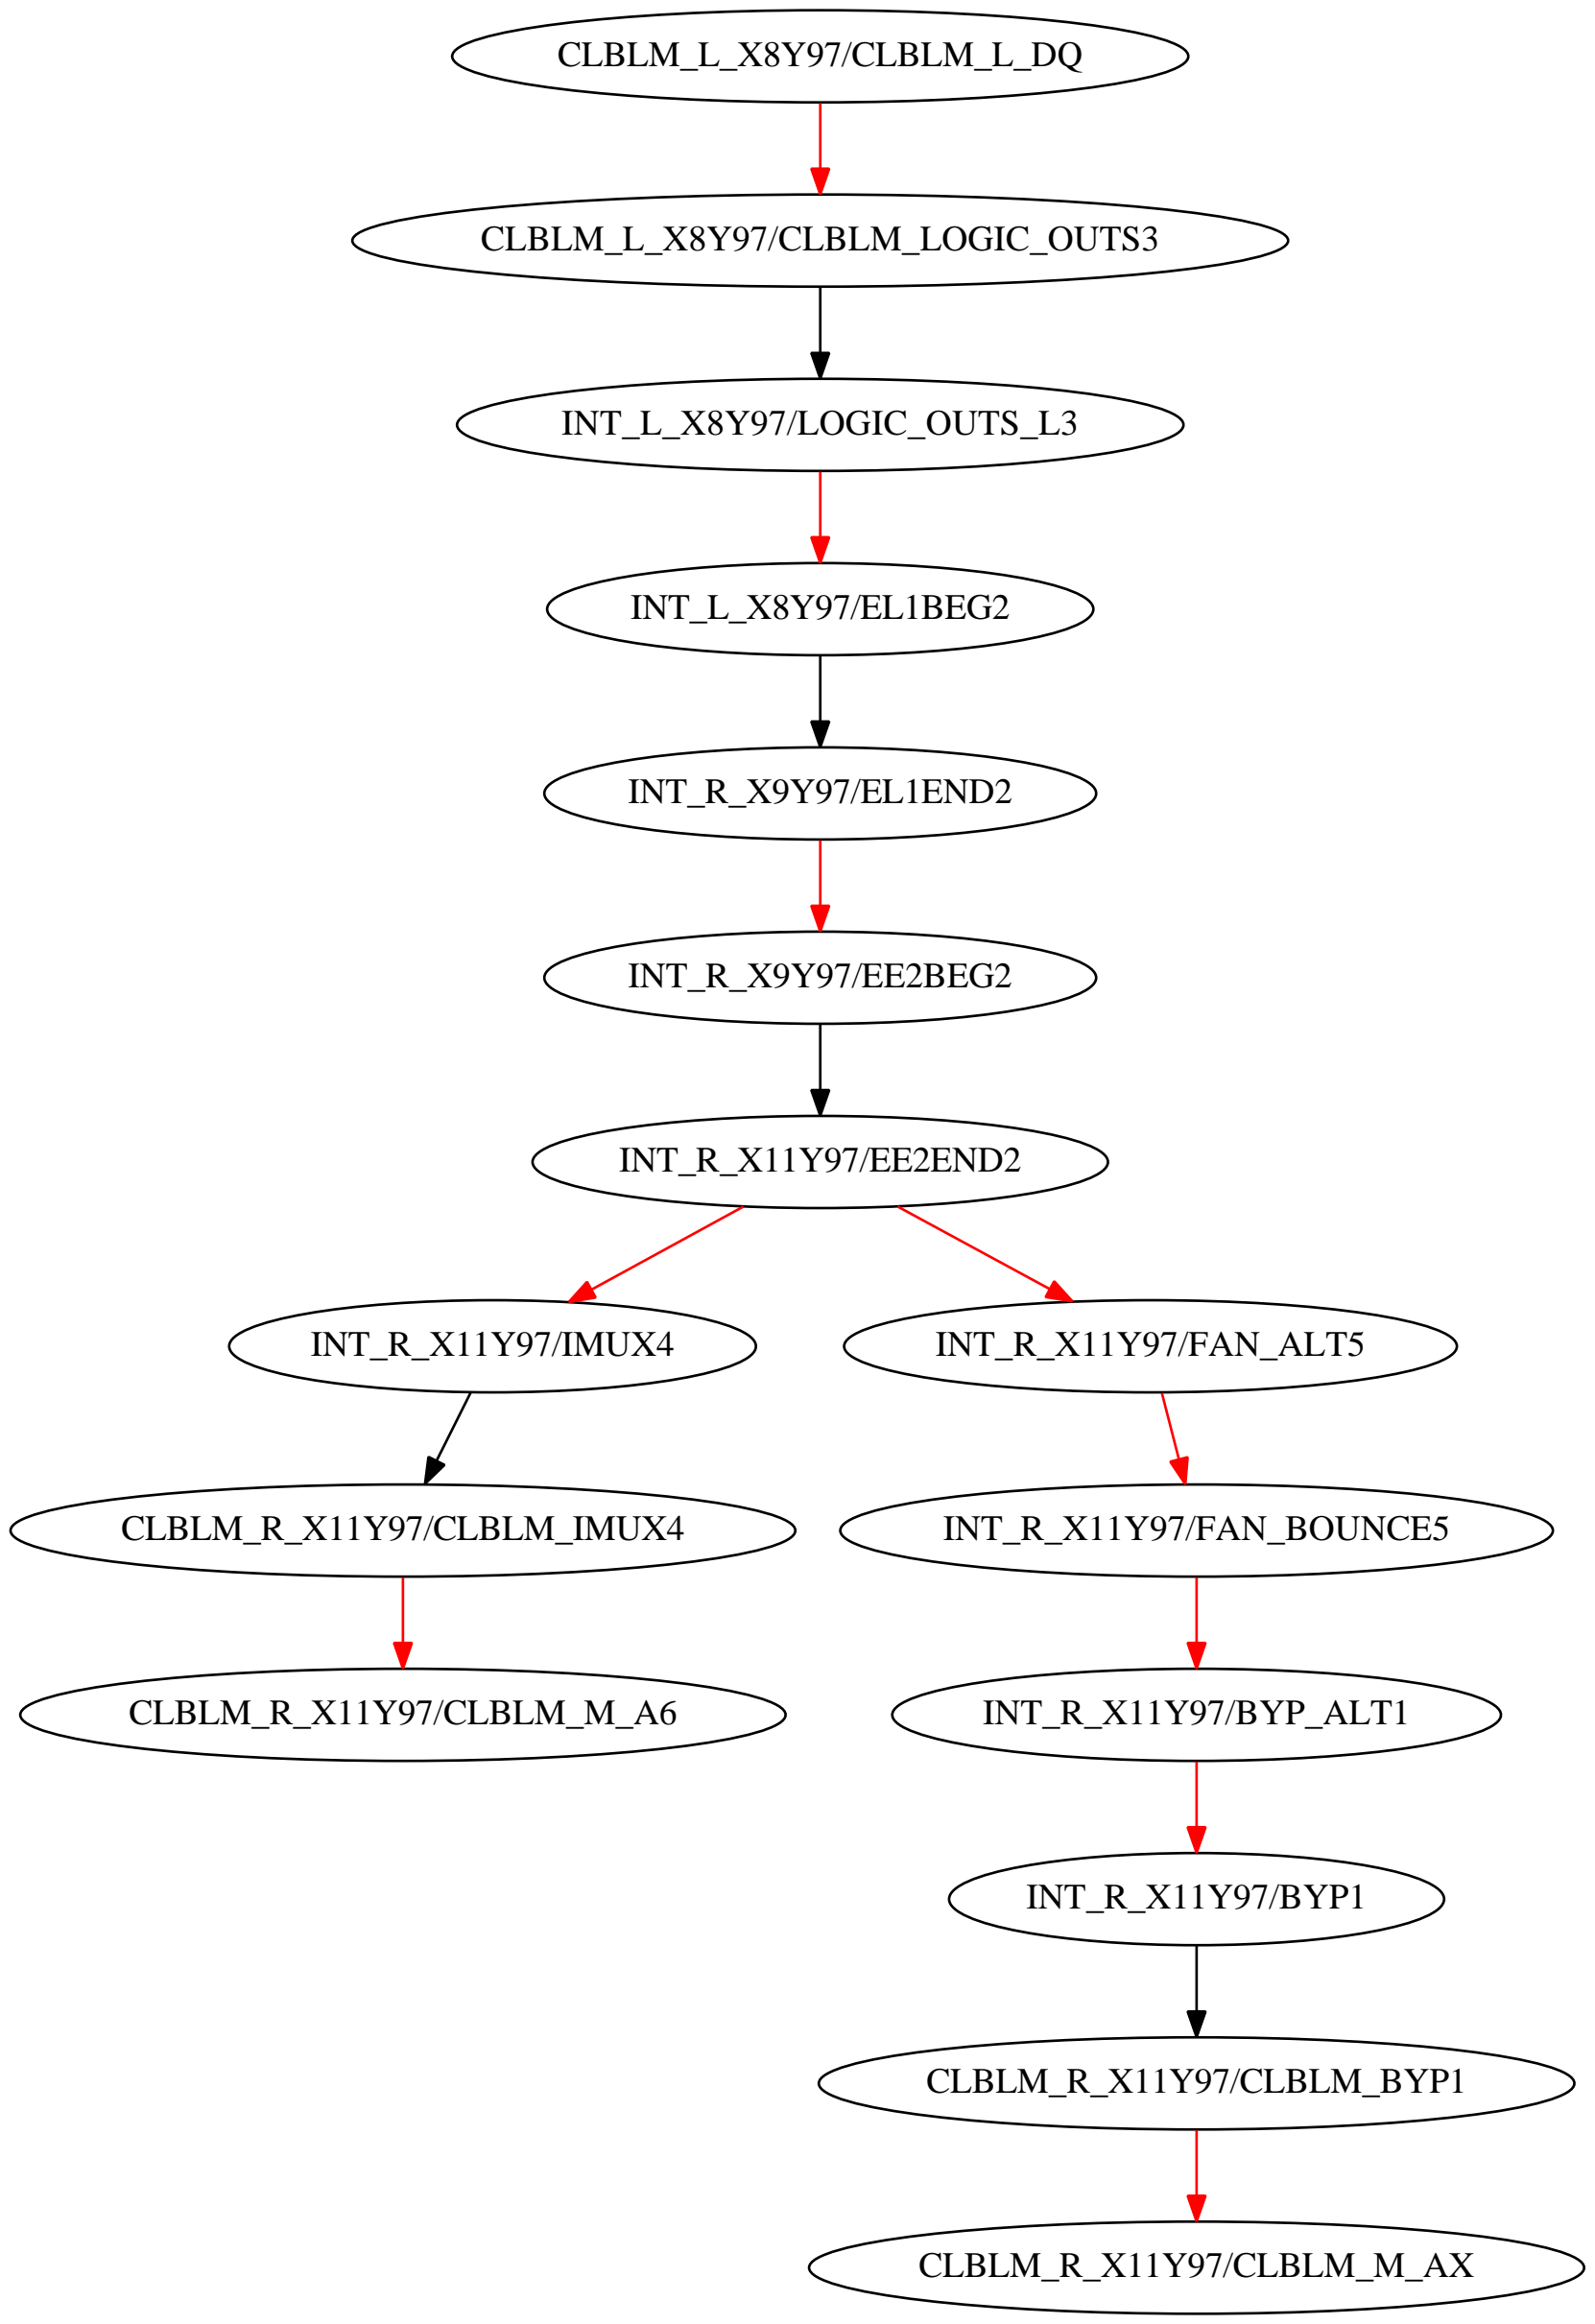 CLBLM_L_X8Y97/CLBLM_L_DQ
CLBLM_L_X8Y97/CLBLM_LOGIC_OUTS3
INT_L_X8Y97/LOGIC_OUTS_L3
INT_L_X8Y97/EL1BEG2
INT_R_X9Y97/EL1END2
INT_R_X9Y97/EE2BEG2
INT_R_X11Y97/EE2END2
INT_R_X11Y97/IMUX4
INT_R_X11Y97/FAN_ALT5
CLBLM_R_X11Y97/CLBLM_IMUX4
INT_R_X11Y97/FAN_BOUNCE5
CLBLM_R_X11Y97/CLBLM_M_A6
INT_R_X11Y97/BYP_ALT1
INT_R_X11Y97/BYP1
CLBLM_R_X11Y97/CLBLM_BYP1
CLBLM_R_X11Y97/CLBLM_M_AX